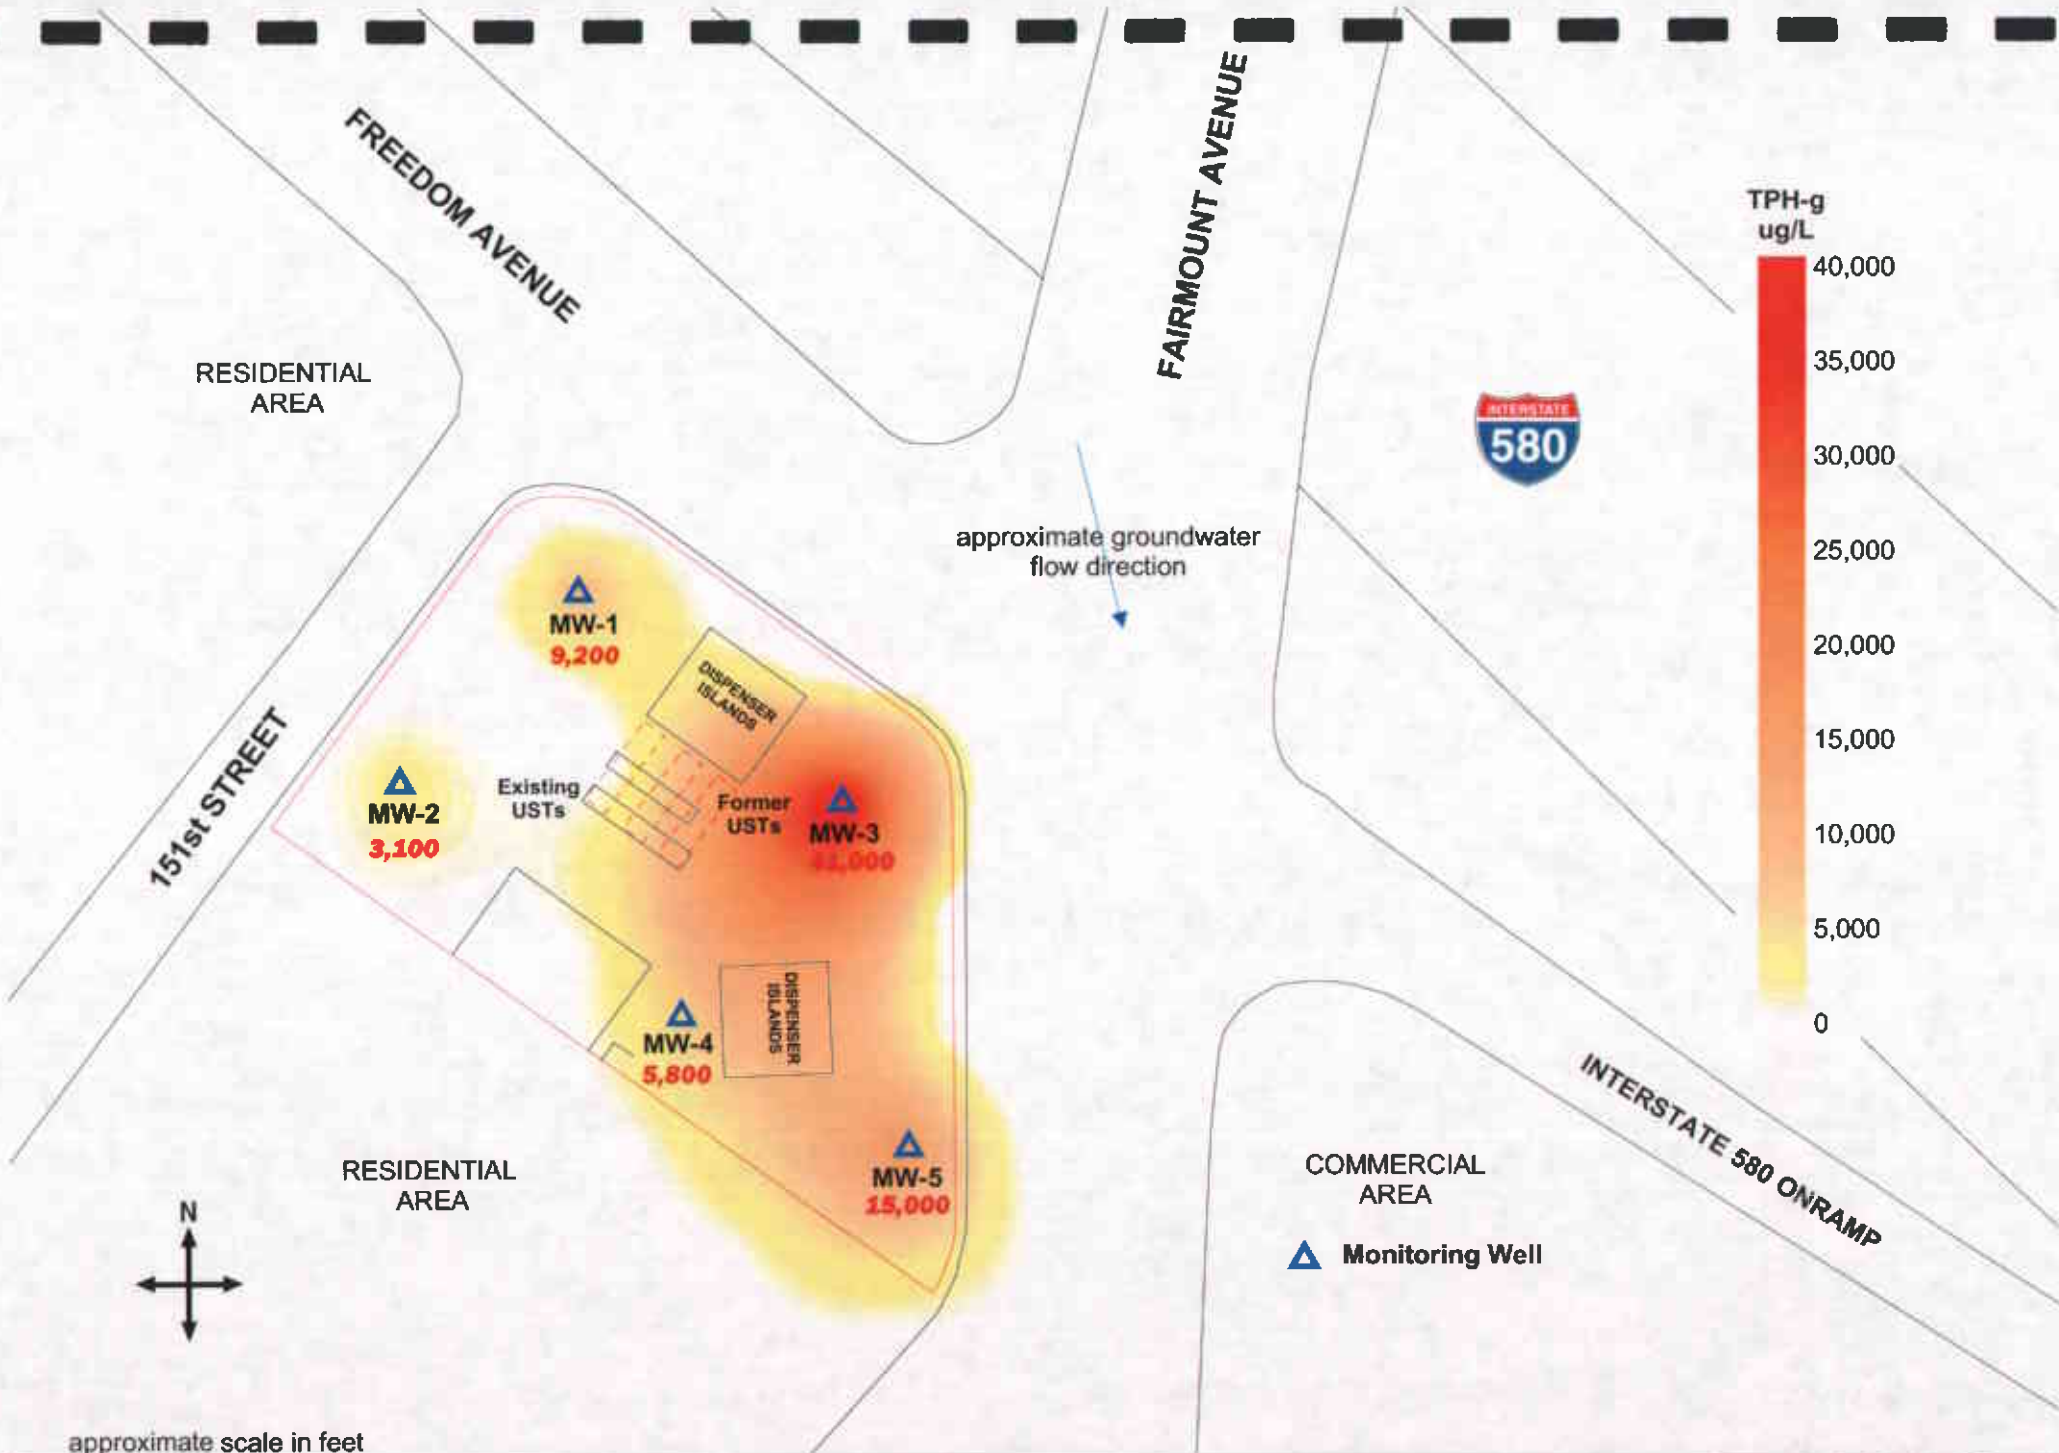 FREEDOM AVENUE
FAIRMOUNT AVENUE
TPH-g
ug/L
40,000
35,000
30,000
25,000
20,000
15,000
10,000
5,000
0
RESIDENTIAL
AREA
INTERSTATE
580
approximate groundwater
flow direction
MW-1
9,200
DISPENSER
ISLANDS
151st STREET
MW-2
3,100
Existing
USTs
Former
USTs
MW-3
41,000
DISPENSER
ISLANDS
MW-4
5,800
MW-5
15,000
RESIDENTIAL
AREA
COMMERCIAL
AREA
INTERSTATE 580 ONRAMP
Monitoring Well
N
approximate scale in feet